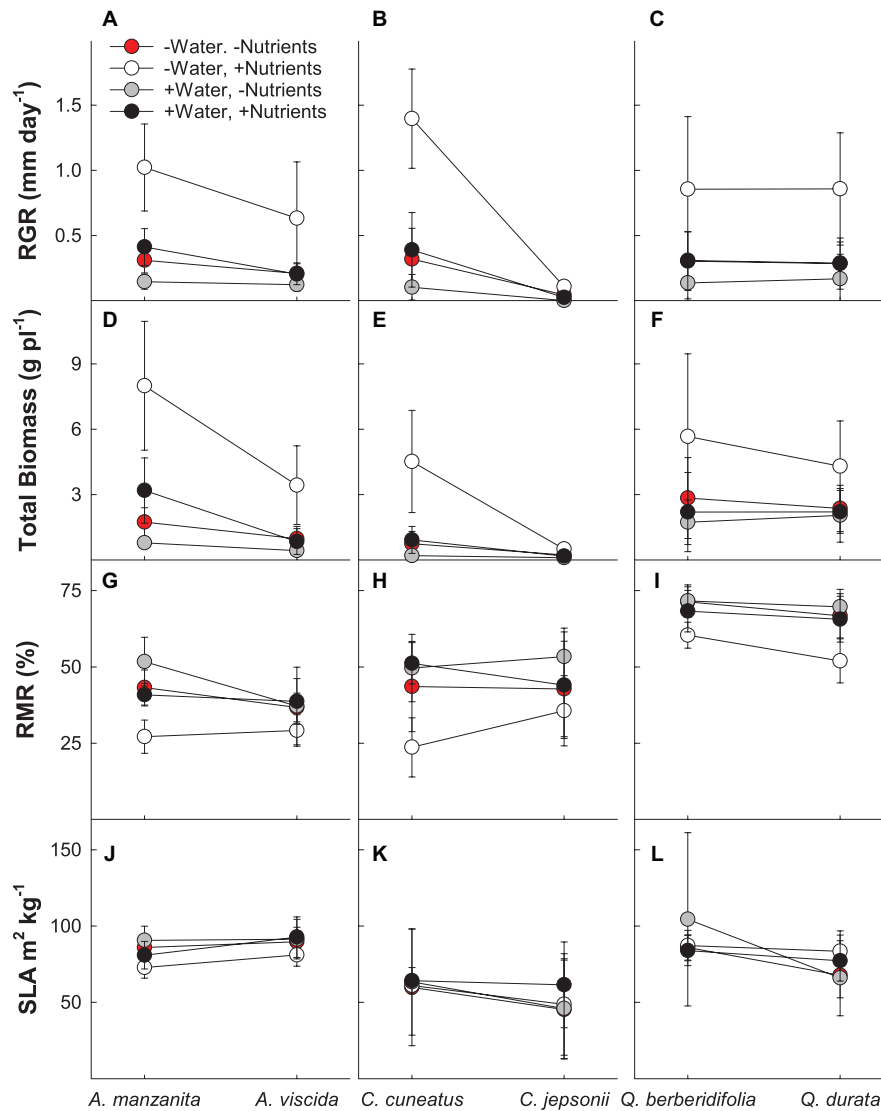 A
B
C
-Water. -Nutrients
-Water, +Nutrients
+Water, -Nutrients
+Water, +Nutrients
RGR (mm day⁻¹)
1.5
1.0
0.5
D
E
F
Total Biomass (g pl⁻¹)
9
6
3
G
H
I
RMR (%)
75
50
25
J
K
L
SLA m² kg⁻¹
150
100
50
A. manzanita A. viscida C. cuneatus C. jepsonii Q. berberidifolia Q. durata